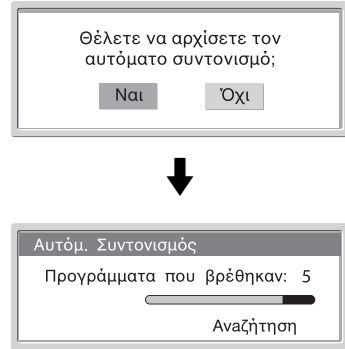 Θέλετε να αρχίσετε τον
αυτόματο συντονισμό;
Ναι Όχι
Αυτόμ. Συντονισμός
Προγράμματα που βρέθηκαν: 5
Αναζήτηση